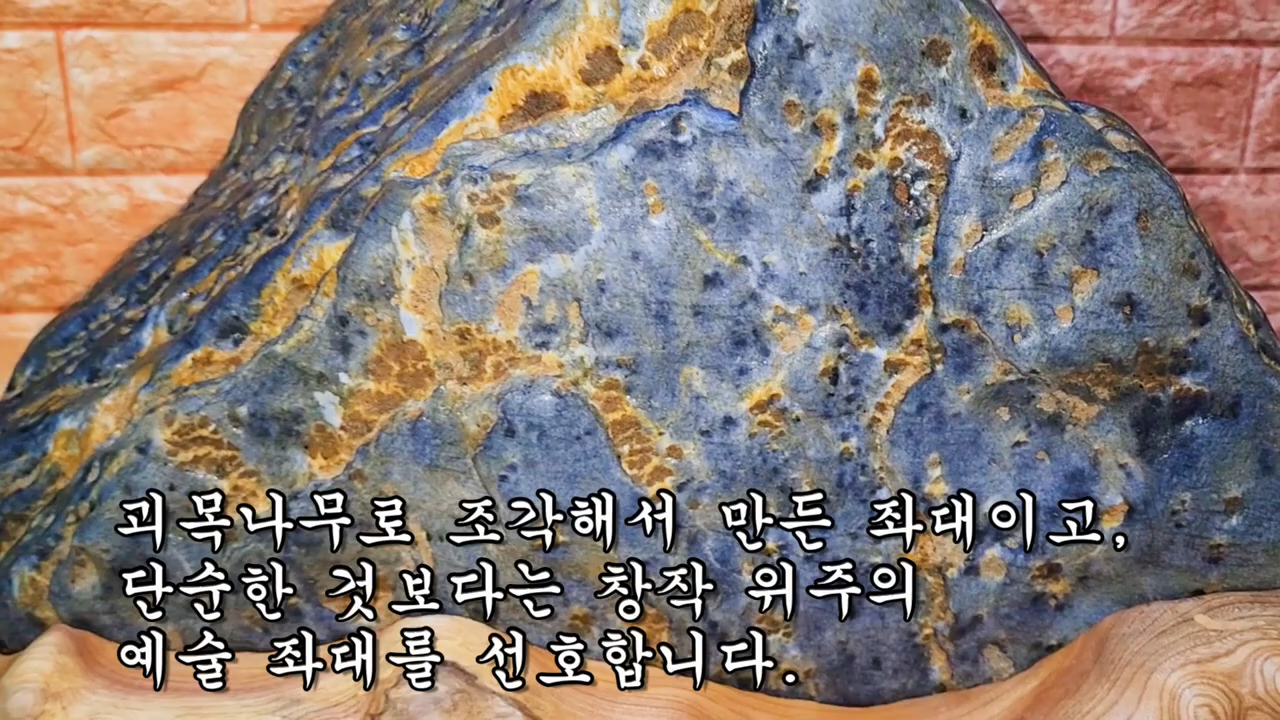 괴목나무로 조각해서 만든 좌대이고,
단순한 것보다는 창작 위주의
예술 좌대를 선호합니다.